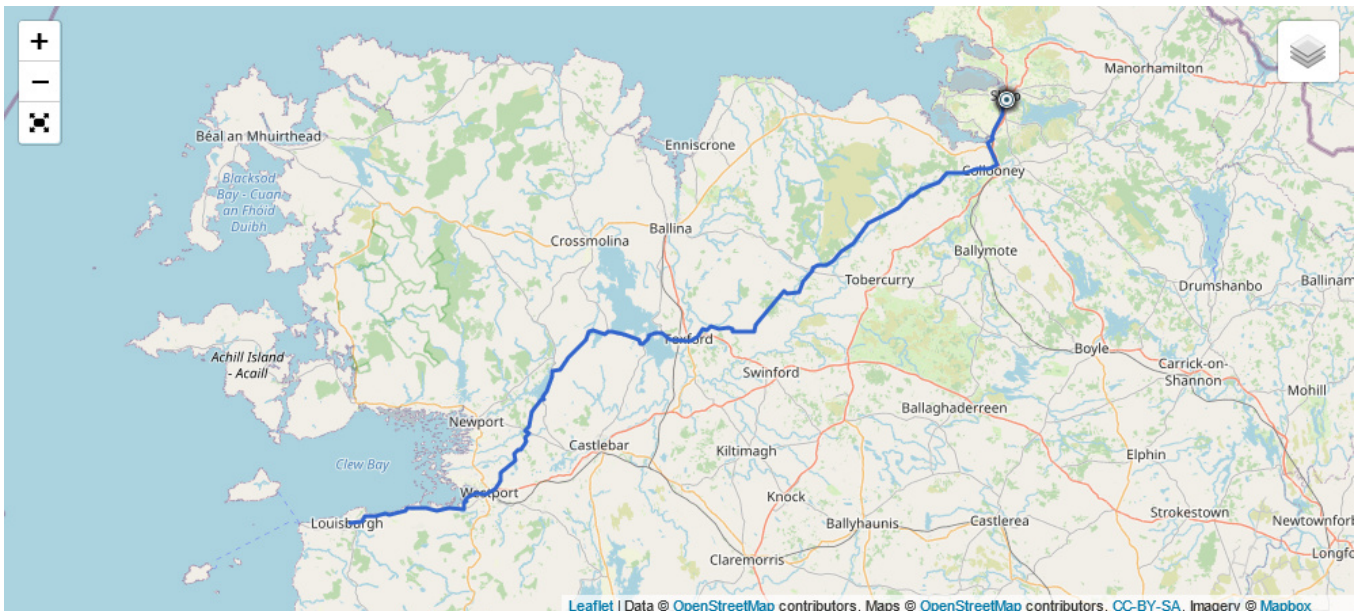 +
−
Manorhamilton
Béal an Mhuirthead
Enniscrone
Collooney
Blacksod
Bay - Cuan
an Fhóid
Duibh
Ballina
Crossmolina
Ballymote
Tobercurry
Drumshanbo
Ballinam
Foxford
Achill Island
- Acaill
Boyle
Carrick-on-
Shannon
Swinford
Mohill
Ballaghaderreen
Newport
Castlebar
Kiltimagh
Elphin
Clew Bay
Westport
Knock
Strokestown
Louisburgh
Ballyhaunis
Castlerea
Newtownforb
Claremorris
Longfo
Leaflet | Data © OpenStreetMap contributors, Maps © OpenStreetMap contributors, CC-BY-SA, Imagery © Mapbox